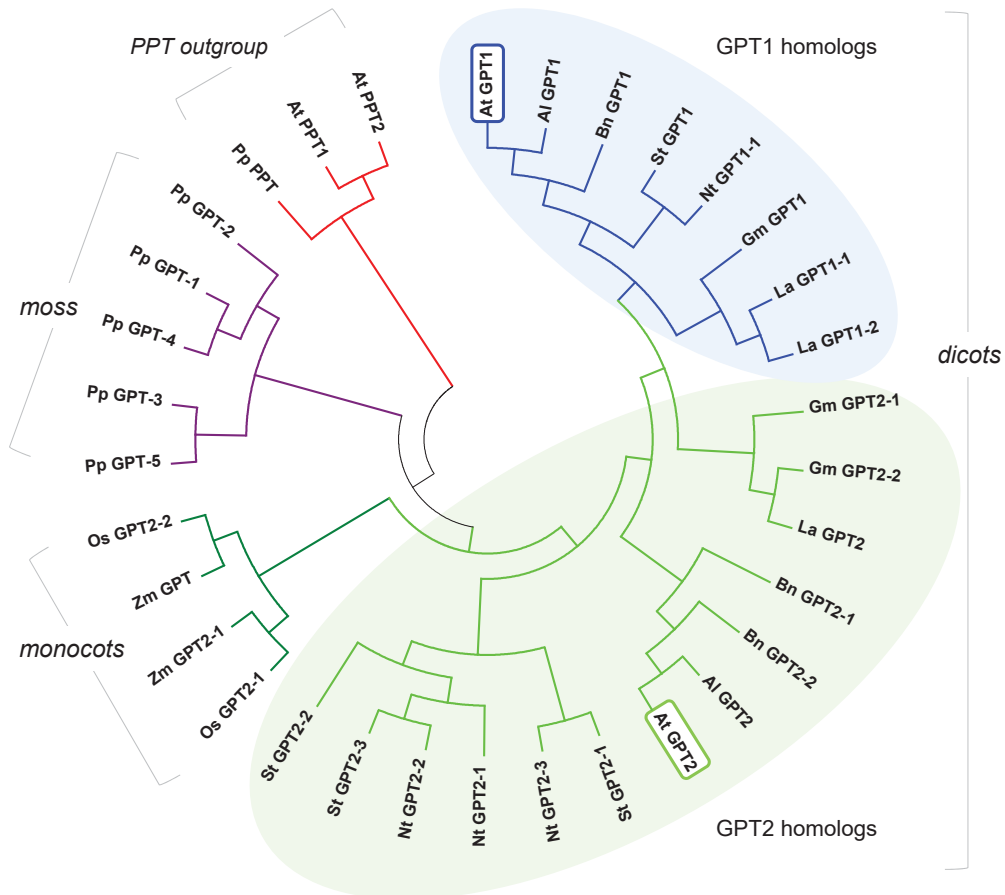 PPT outgroup
GPT1 homologs
At GPT1
Al GPT1
Bn GPT1
St GPT1
Nt GPT1-1
Gm GPT1
La GPT1-1
La GPT1-2
At PPT2
At PPT1
Pp PPT
Pp GPT-2
Pp GPT-1
Pp GPT-4
Pp GPT-3
Pp GPT-5
moss
dicots
Gm GPT2-1
Gm GPT2-2
La GPT2
Bn GPT2-1
Bn GPT2-2
Al GPT2
At GPT2
Os GPT2-2
Zm GPT
Zm GPT2-1
Os GPT2-1
monocots
St GPT2-2
St GPT2-3
Nt GPT2-2
Nt GPT2-1
Nt GPT2-3
St GPT2-1
GPT2 homologs